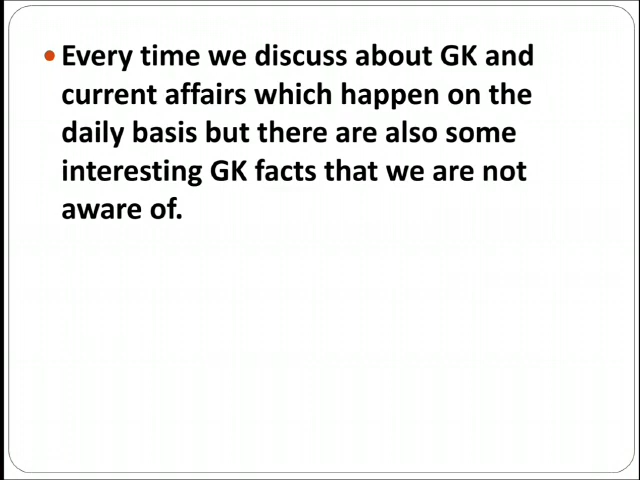 • Every time we discuss about GK and
current affairs which happen on the
daily basis but there are also some
interesting GK facts that we are not
aware of.